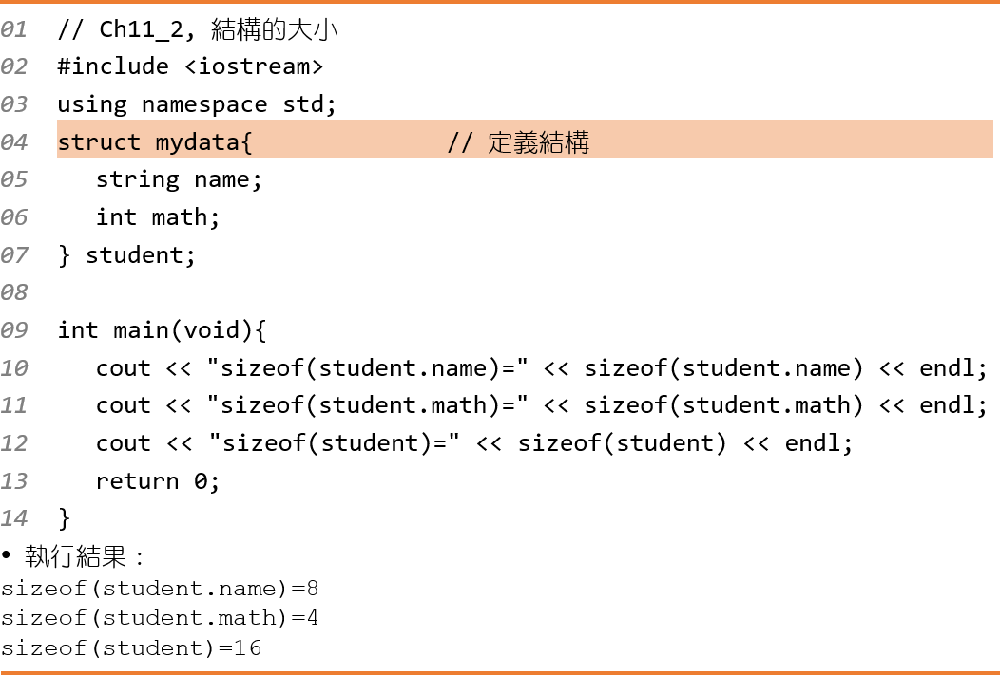 01 // Ch11_2, 結構的大小
02 #include <iostream>
03 using namespace std;
04 struct mydata{ // 定義結構
05 string name;
06 int math;
07 } student;
08
09 int main(void){
10 cout << "sizeof(student.name)=" << sizeof(student.name) << endl;
11 cout << "sizeof(student.math)=" << sizeof(student.math) << endl;
12 cout << "sizeof(student)=" << sizeof(student) << endl;
13 return 0;
14 }
• 執行結果：
sizeof(student.name)=8
sizeof(student.math)=4
sizeof(student)=16